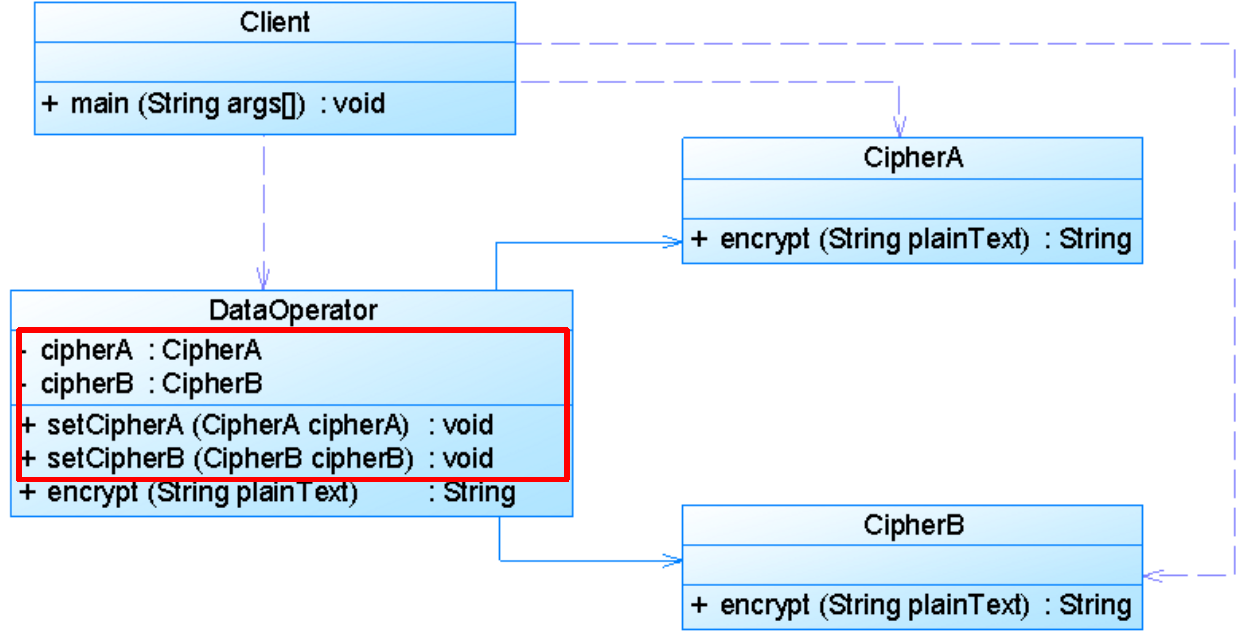 Client
+ main (String args[]) : void
CipherA
+ encrypt (String plainText) : String
DataOperator
- cipherA : CipherA
- cipherB : CipherB
+ setCipherA (CipherA cipherA) : void
+ setCipherB (CipherB cipherB) : void
+ encrypt (String plainText) : String
CipherB
+ encrypt (String plainText) : String